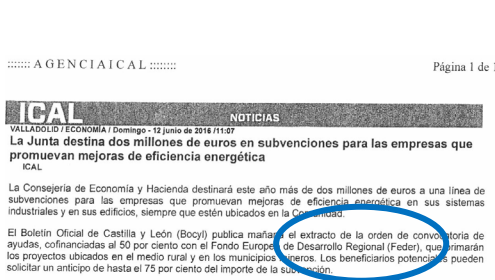 ::::::: A G E N C I A I C A L ::::::::
Página 1 de
ICAL
NOTICIAS
VALLADOLID / ECONOMÍA / Domingo - 12 junio de 2016 /11:07
La Junta destina dos millones de euros en subvenciones para las empresas que
promuevan mejoras de eficiencia energética
ICAL
La Consejería de Economía y Hacienda destinará este año más de dos millones de euros a una línea de
subvenciones para las empresas que promuevan mejoras de eficiencia energética en sus sistemas
industriales y en sus edificios, siempre que estén ubicados en la Comunidad.
El Boletín Oficial de Castilla y León (Bocyl) publica mañana el extracto de la orden de convocatoria de
ayudas, cofinanciadas al 50 por ciento con el Fondo Europeo de Desarrollo Regional (Feder), que primarán
los proyectos ubicados en el medio rural y en los municipios mineros. Los beneficiarios potenciales pueden
solicitar un anticipo de hasta el 75 por ciento del importe de la subvención.